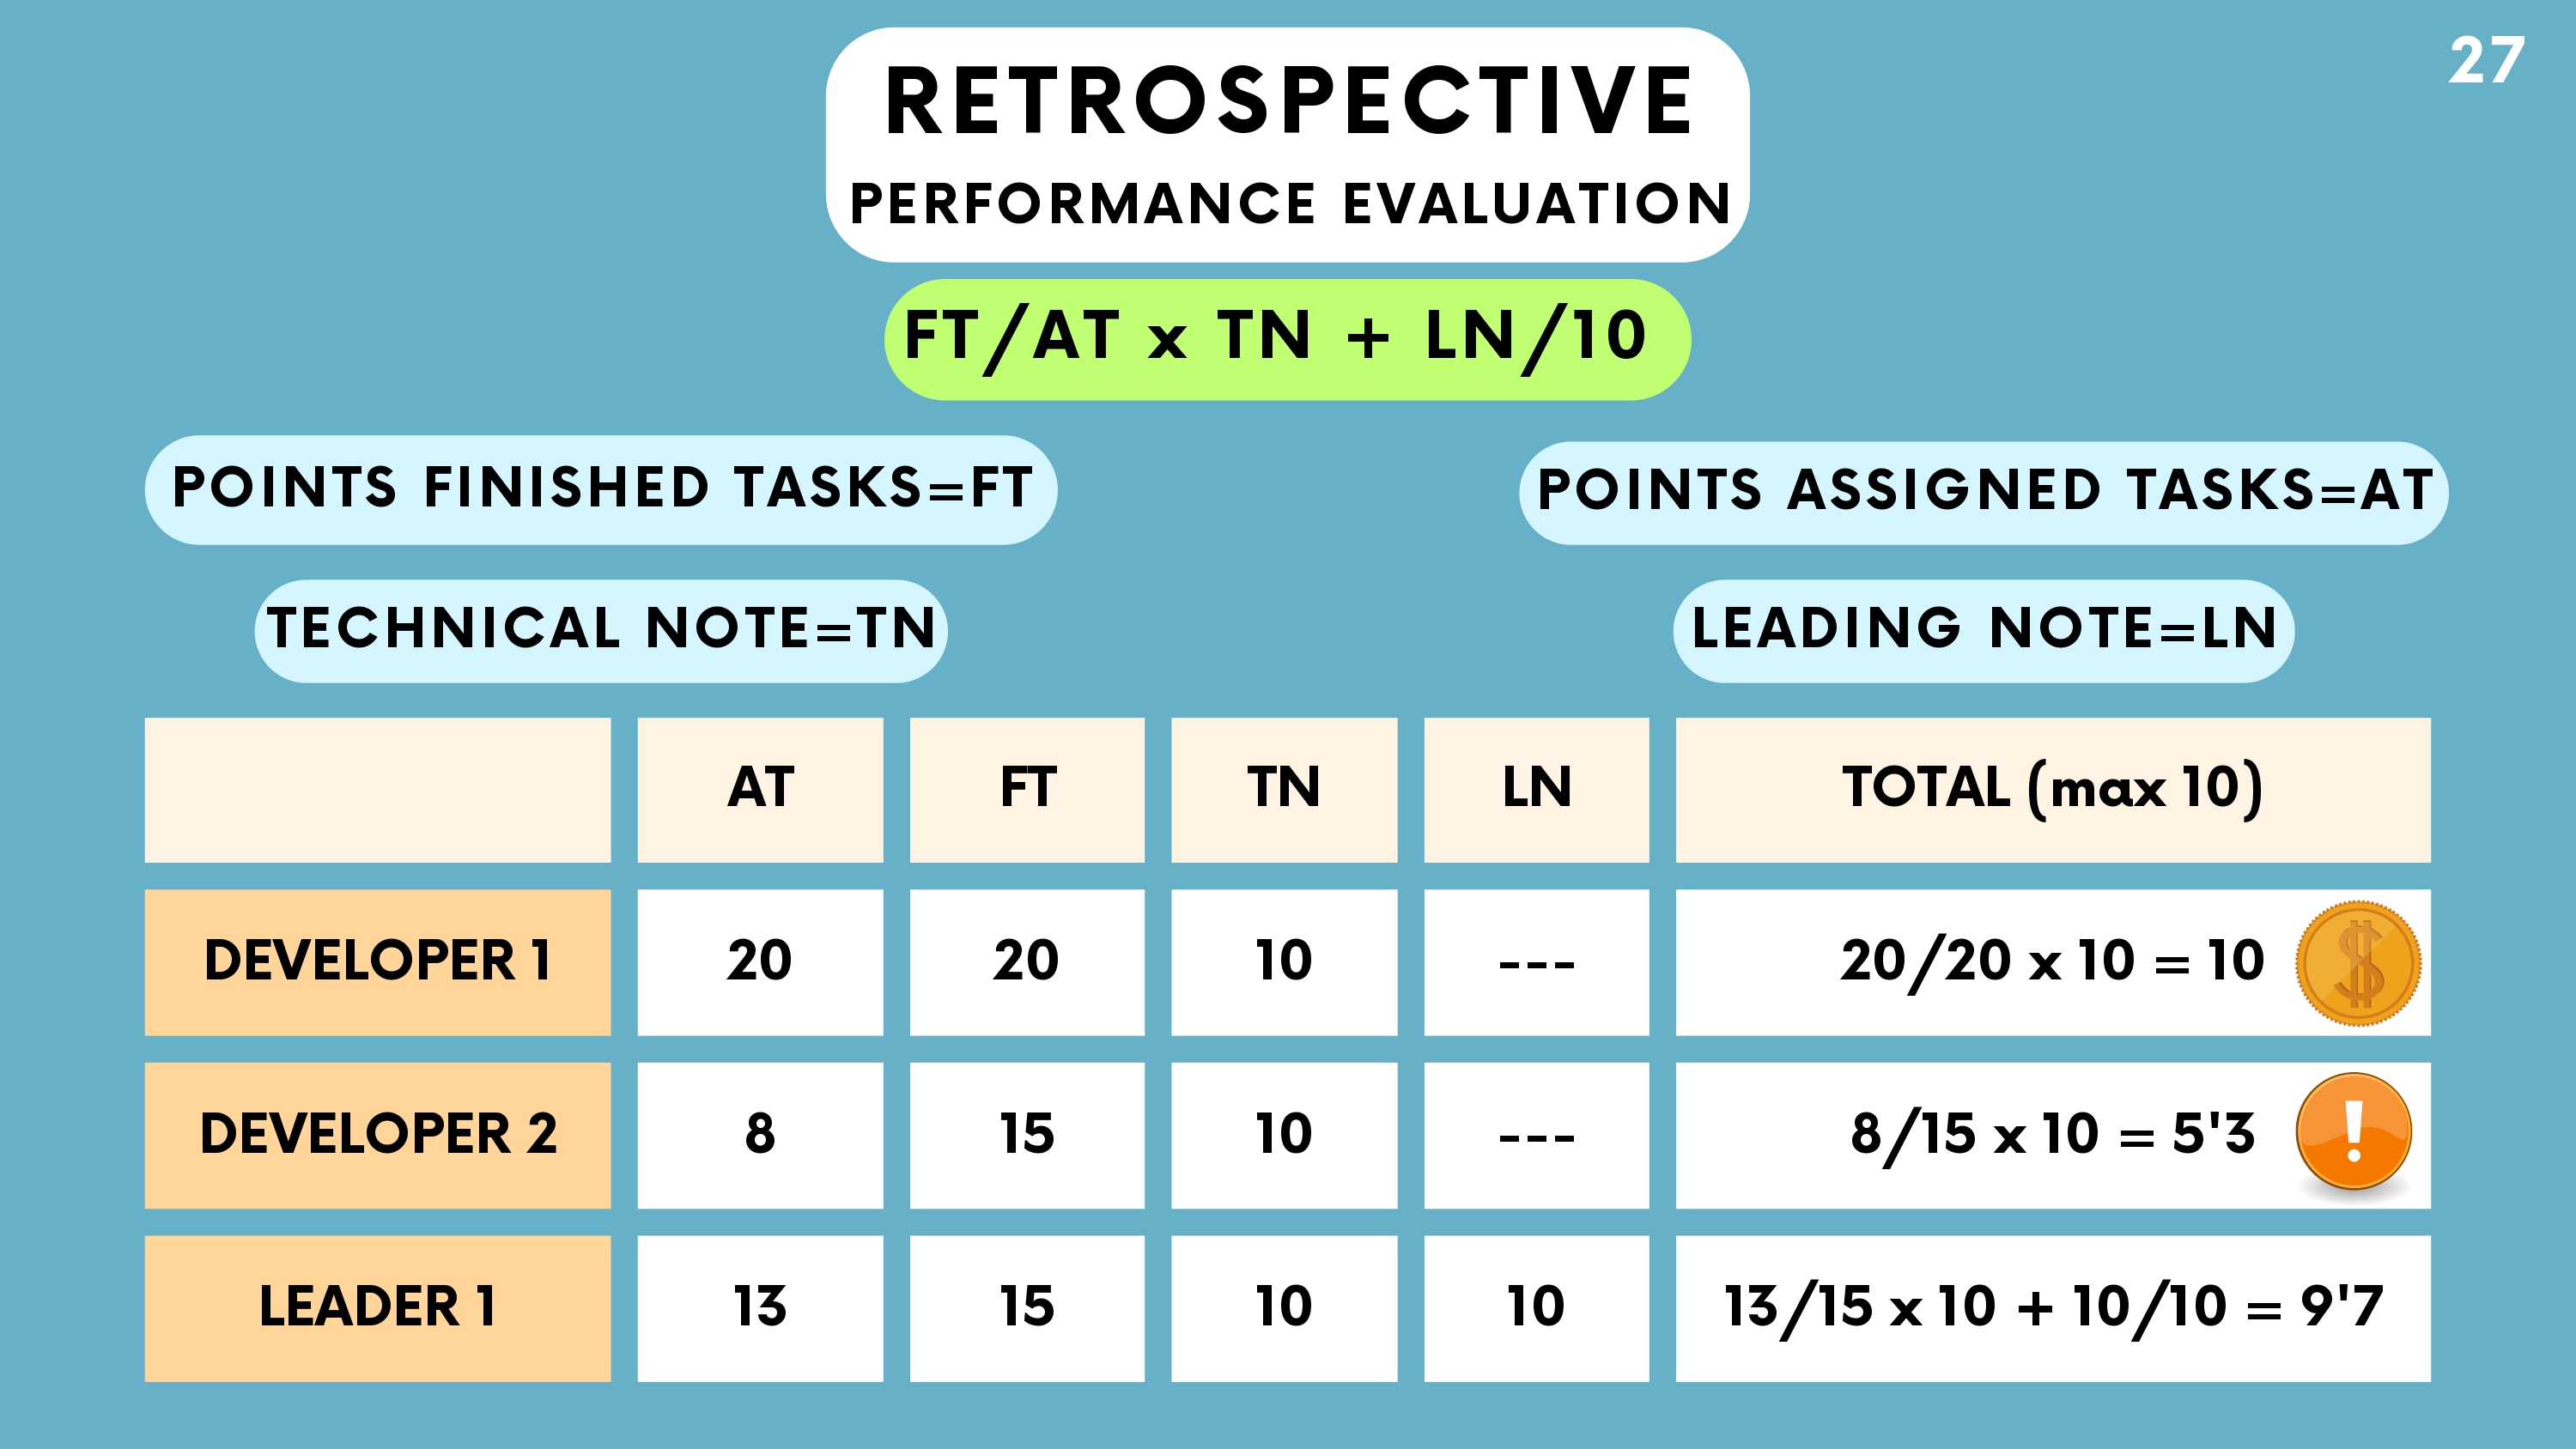 27
RETROSPECTIVE
PERFORMANCE EVALUATION
FT/AT x TN + LN/10
POINTS FINISHED TASKS=FT
POINTS ASSIGNED TASKS=AT
TECHNICAL NOTE=TN
LEADING NOTE=LN
AT FT TN LN TOTAL (max 10)
DEVELOPER 1 20 20 10 --- 20/20 x 10 = 10 $
DEVELOPER 2 8 15 10 --- 8/15 x 10 = 5'3 !
LEADER 1 13 15 10 10 13/15 x 10 + 10/10 = 9'7